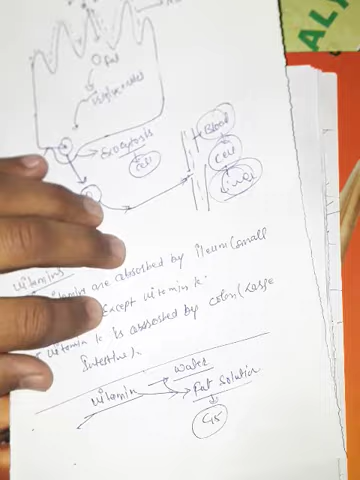 ALY
Fat
Exocytosis
Cell
Blood
Cell
Vitamins
are absorbed by Ileum (small
Except vitamin K.
Vitamin K is absorbed by colon (Large
Intestine).
Vitamin
water
Fat solution